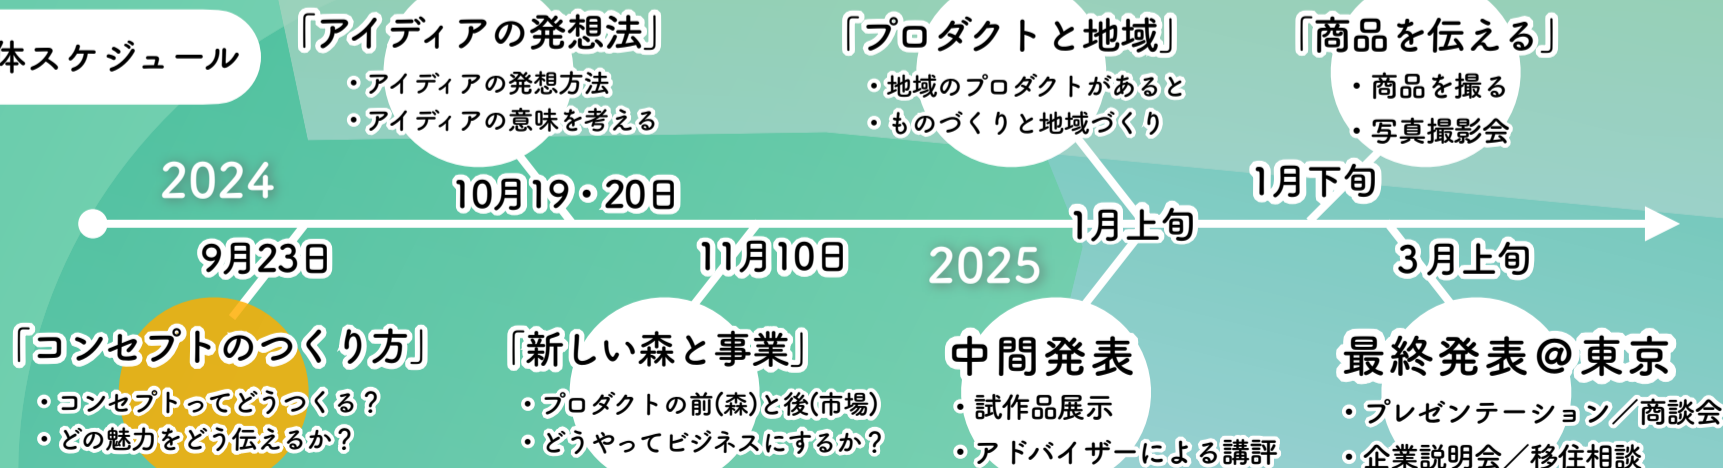 体スケジュール
「アイディアの発想法」
・アイディアの発想方法
・アイディアの意味を考える
「プロダクトと地域」
・地域のプロダクトがあると
・ものづくりと地域づくり
「商品を伝える」
・商品を撮る
・写真撮影会
2024
10月19・20日
1月上旬
1月下旬
9月23日
11月10日
2025
3月上旬
「コンセプトのつくり方」
・コンセプトってどうつくる？
・どの魅力をどう伝えるか？
「新しい森と事業」
・プロダクトの前(森)と後(市場)
・どうやってビジネスにするか？
中間発表
・試作品展示
・アドバイザーによる講評
最終発表＠東京
・プレゼンテーション／商談会
・企業説明会／移住相談